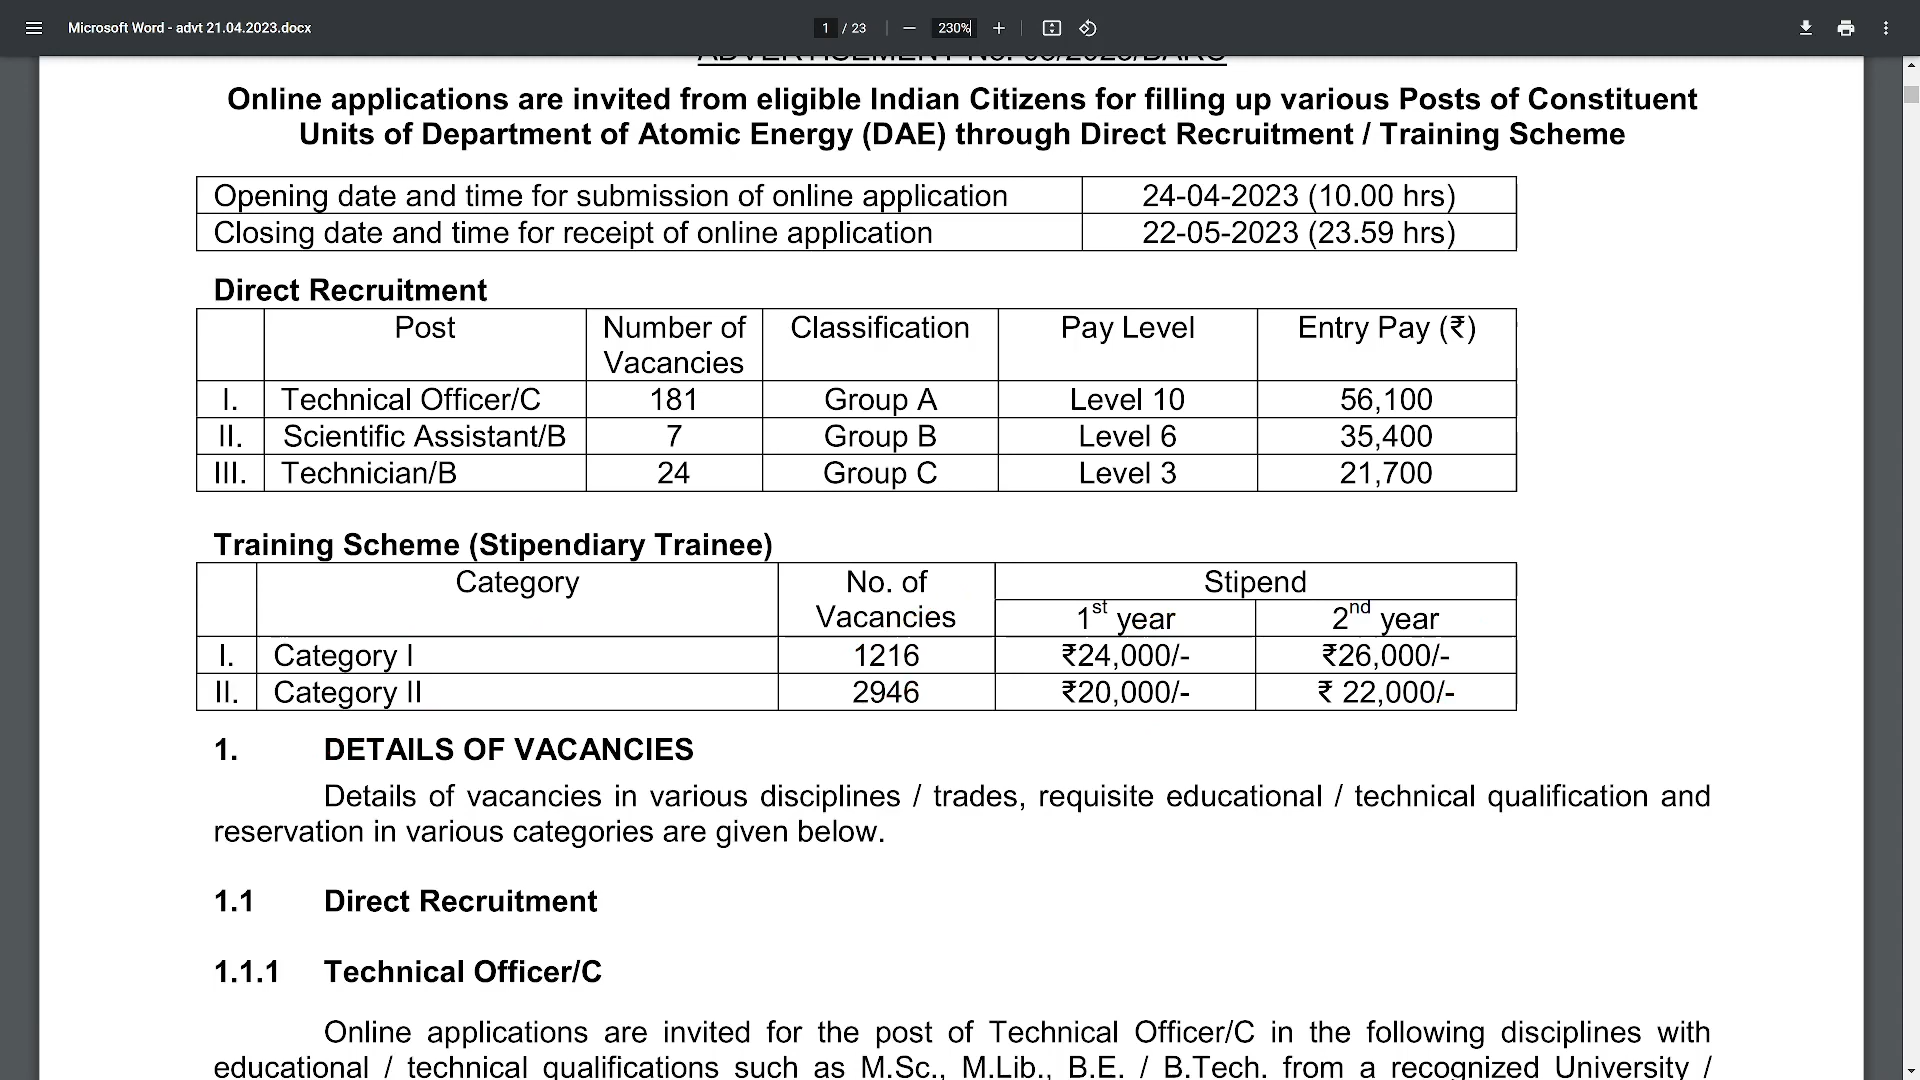 Microsoft Word - advt 21.04.2023.docx
1 / 23
230%
Online applications are invited from eligible Indian Citizens for filling up various Posts of Constituent
Units of Department of Atomic Energy (DAE) through Direct Recruitment / Training Scheme
Opening date and time for submission of online application 24-04-2023 (10.00 hrs)
Closing date and time for receipt of online application 22-05-2023 (23.59 hrs)
Direct Recruitment
Post Number of Vacancies Classification Pay Level Entry Pay (₹)
I. Technical Officer/C 181 Group A Level 10 56,100
II. Scientific Assistant/B 7 Group B Level 6 35,400
III. Technician/B 24 Group C Level 3 21,700
Training Scheme (Stipendiary Trainee)
Category No. of Vacancies Stipend
1st year 2nd year
I. Category I 1216 ₹24,000/- ₹26,000/-
II. Category II 2946 ₹20,000/- ₹ 22,000/-
1. DETAILS OF VACANCIES
Details of vacancies in various disciplines / trades, requisite educational / technical qualification and
reservation in various categories are given below.
1.1 Direct Recruitment
1.1.1 Technical Officer/C
Online applications are invited for the post of Technical Officer/C in the following disciplines with
educational / technical qualifications such as M.Sc., M.Lib., B.E. / B.Tech. from a recognized University /